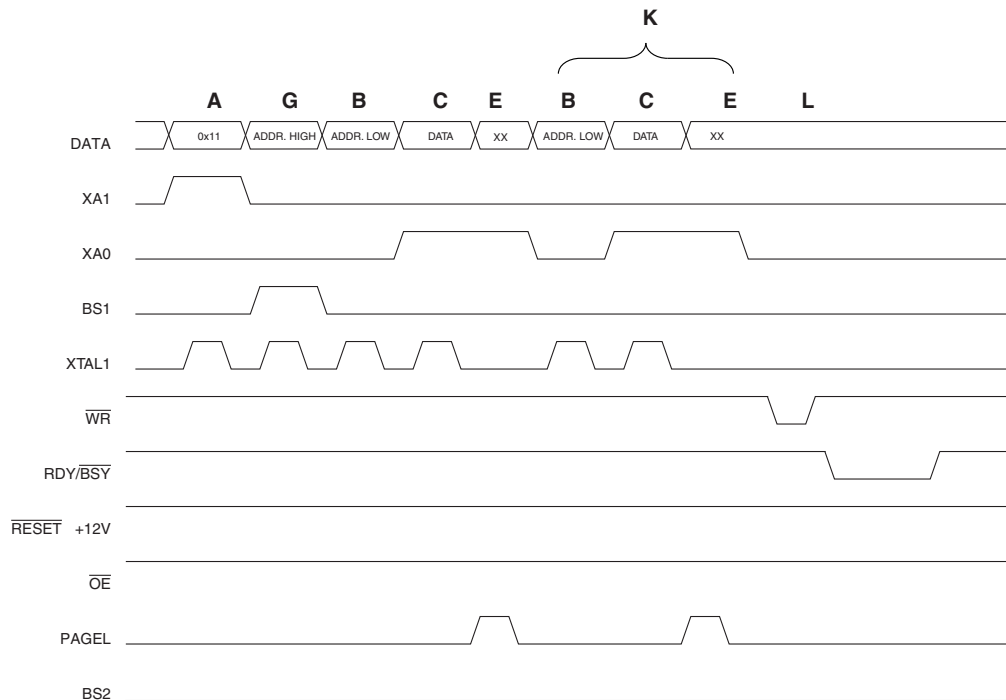 K
A G B C E B C E L
DATA 0x11 ADDR. HIGH ADDR. LOW DATA XX ADDR. LOW DATA XX
XA1
XA0
BS1
XTAL1
WR
RDY/BSY
RESET +12V
OE
PAGEL
BS2